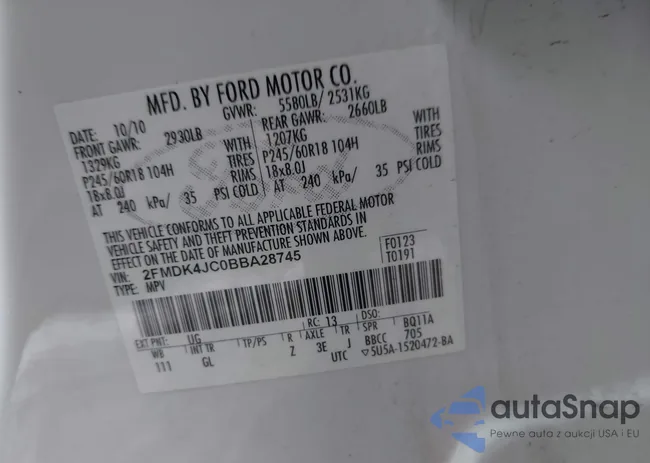 MFD. BY FORD MOTOR CO.
DATE: 10/10 GVWR: 5580LB/ 2531KG
FRONT GAWR: 2930LB REAR GAWR: 2660LB
1329KG WITH 1207KG WITH
P245/60R18 104H TIRES P245/60R18 104H TIRES
18x8.0J RIMS 18x8.0J RIMS
AT 240 kPa/ 35 PSI COLD AT 240 kPa/ 35 PSI COLD
THIS VEHICLE CONFORMS TO ALL APPLICABLE FEDERAL MOTOR
VEHICLE SAFETY AND THEFT PREVENTION STANDARDS IN
EFFECT ON THE DATE OF MANUFACTURE SHOWN ABOVE.
VIN: 2FMDK4JC0BBA28745 F0123
TYPE: MPV T0191
EXT PNT: UG RC: 13 DSO:
WB INT TR TP/PS R AXLE TR SPR BQ11A
111 GL Z 3E J BBCC 705
UTC 5U5A-1520472-BA
autaSnap
Pewne auta z aukcji USA i EU